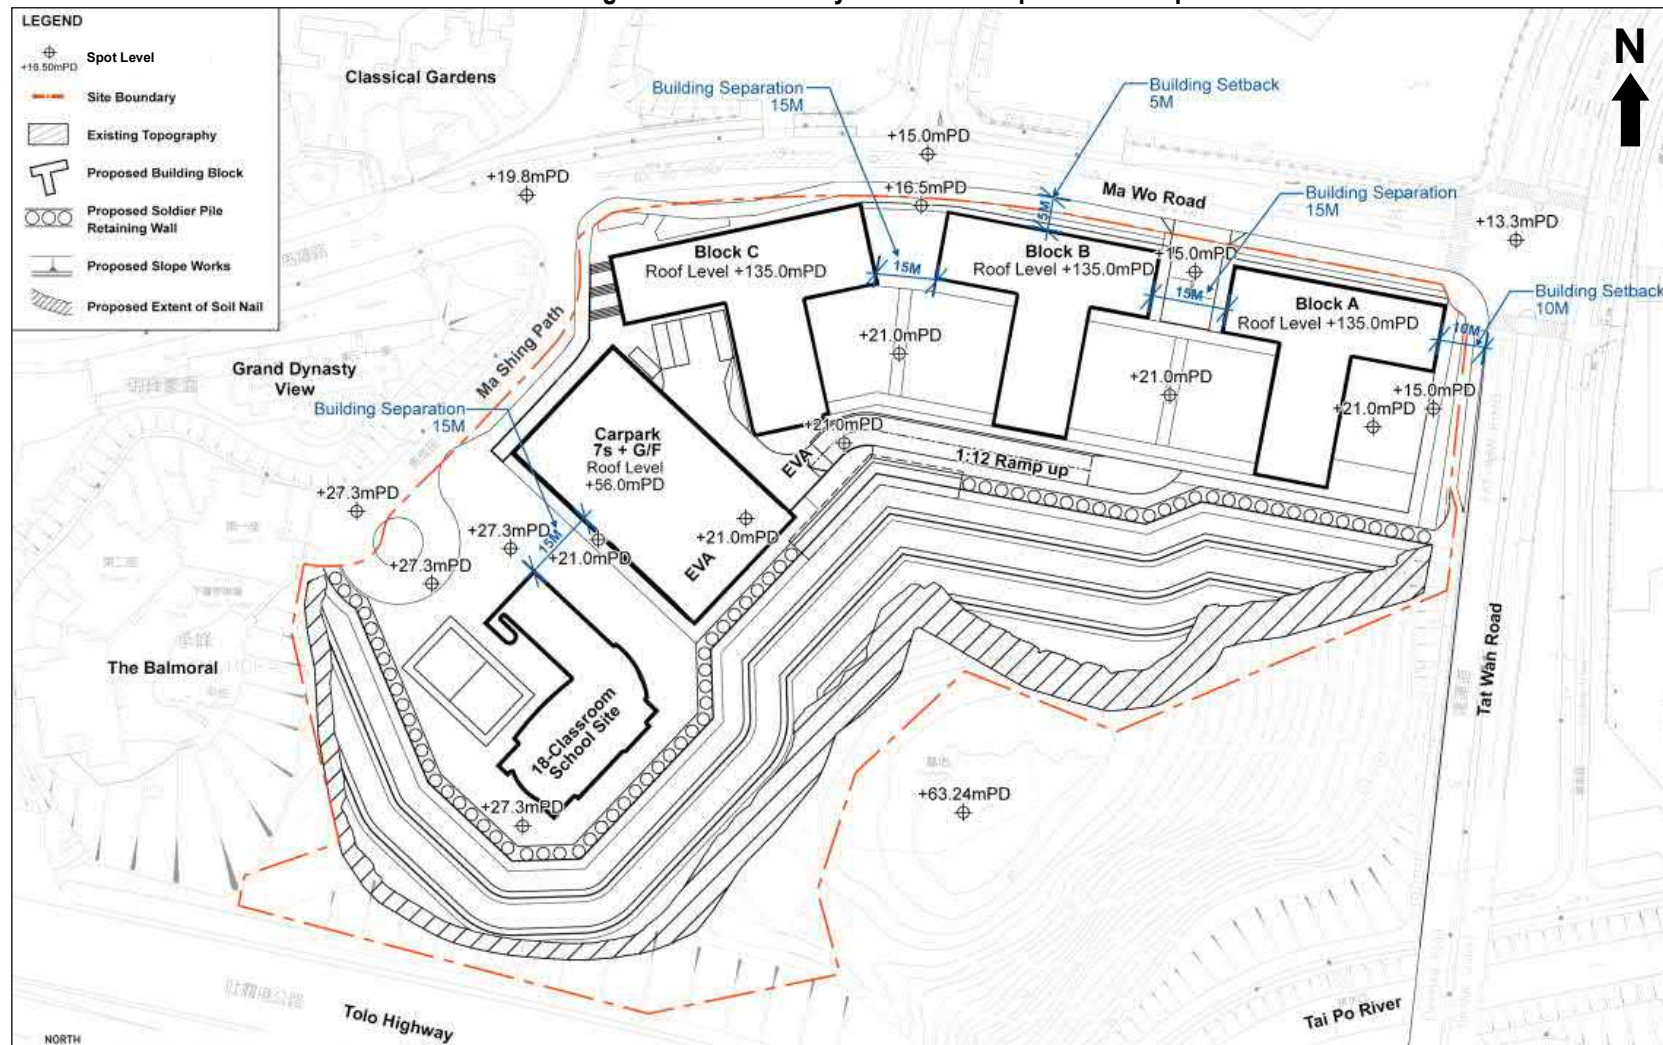 LEGEND
+16.50mPD
Spot Level
Site Boundary
Existing Topography
Proposed Building Block
Proposed Soldier Pile
Retaining Wall
Proposed Slope Works
Proposed Extent of Soil Nail
N
Classical Gardens
Building Separation
15M
Building Setback
5M
+15.0mPD
+19.8mPD
+16.5mPD
Ma Wo Road
Building Separation
15M
+13.3mPD
5M
Block C
Roof Level +135.0mPD
15M
Block B
Roof Level +135.0mPD
+15.0mPD
15M
Block A
Roof Level +135.0mPD
10M
Building Setback
10M
Ma Shing Path
+21.0mPD
+21.0mPD
+15.0mPD
+21.0mPD
Grand Dynasty
View
Building Separation
15M
Carpark
7s + G/F
Roof Level
+56.0mPD
+21.0mPD
EVA
1:12 Ramp up
+27.3mPD
+27.3mPD
15M
+21.0mPD
+21.0mPD
EVA
+27.3mPD
The Balmoral
18-Classroom
School Site
+27.3mPD
+63.24mPD
Tat Wan Road
Tolo Highway
Tai Po River
NORTH